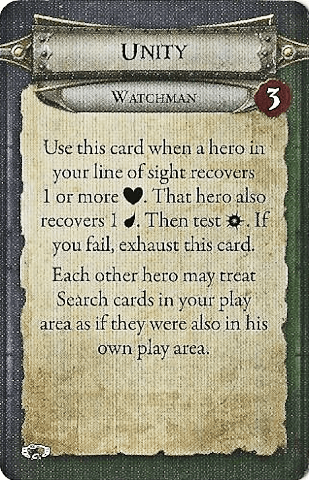 UNITY
WATCHMAN
3
Use this card when a hero in
your line of sight recovers
1 or more ♥. That hero also
recovers 1 . Then test . If
you fail, exhaust this card.
Each other hero may treat
Search cards in your play
area as if they were also in his
own play area.